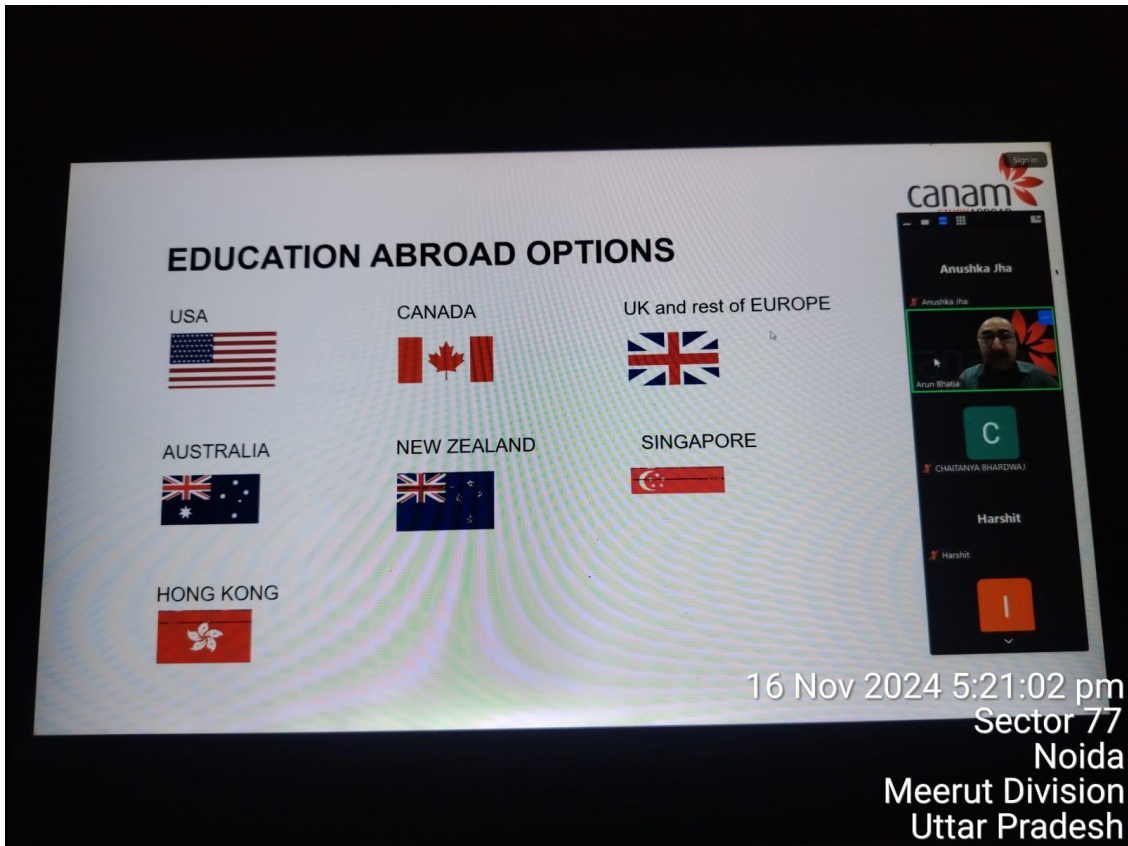 Sign in
canam
EDUCATION ABROAD OPTIONS
USA
CANADA
UK and rest of EUROPE
AUSTRALIA
NEW ZEALAND
SINGAPORE
HONG KONG
Anushka Jha
Anushka Jha
Arun Bhatia
C
CHAITANYA BHARDWAJ
Harshit
Harshit
I
16 Nov 2024 5:21:02 pm
Sector 77
Noida
Meerut Division
Uttar Pradesh